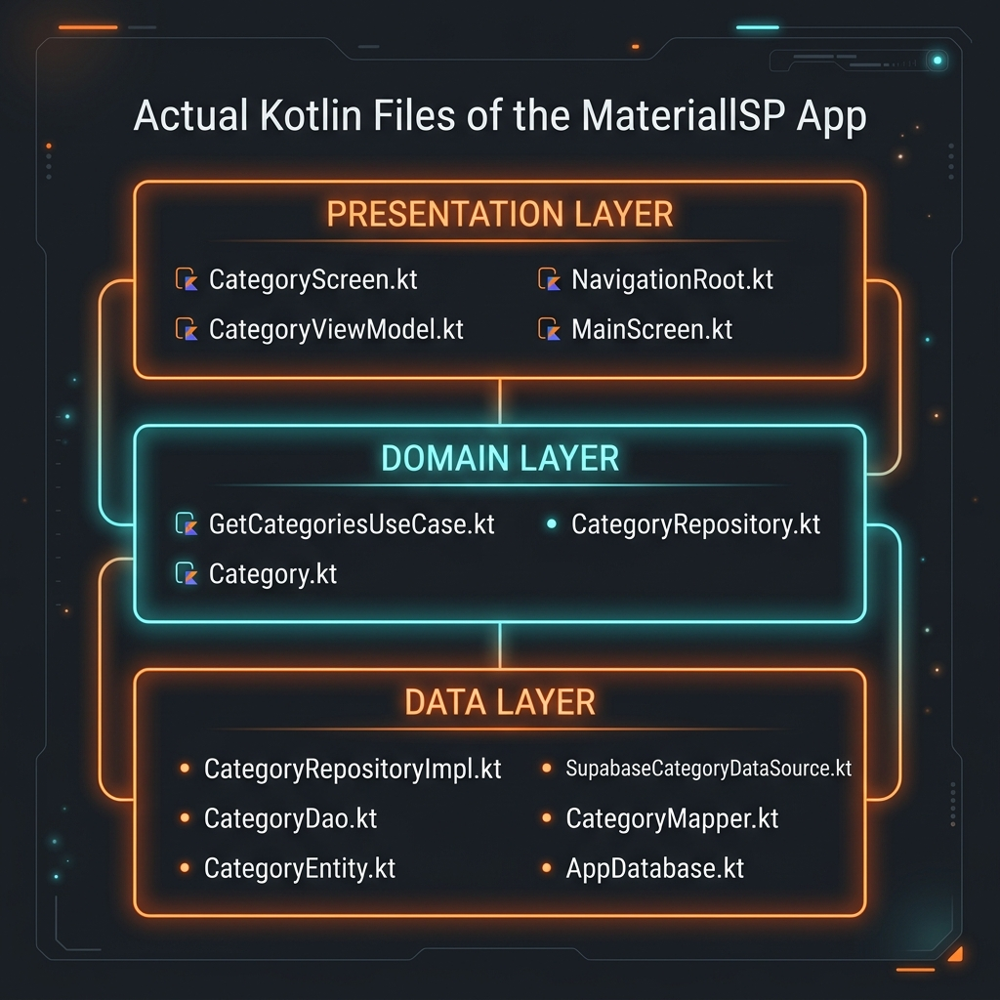 Actual Kotlin Files of the MateriallSP App
PRESENTATION LAYER
CategoryScreen.kt
NavigationRoot.kt
CategoryViewModel.kt
MainScreen.kt
DOMAIN LAYER
GetCategoriesUseCase.kt
CategoryRepository.kt
Category.kt
DATA LAYER
CategoryRepositoryImpl.kt
SupabaseCategoryDataSource.kt
CategoryDao.kt
CategoryMapper.kt
CategoryEntity.kt
AppDatabase.kt